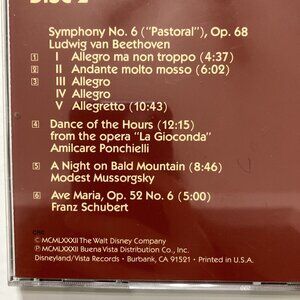 Disc 2
Symphony No. 6 ("Pastoral"), Op. 68
Ludwig van Beethoven
1 I Allegro ma non troppo (4:37)
2 II Andante molto mosso (6:02)
3 III Allegro
IV Allegro
V Allegretto (10:43)
4 Dance of the Hours (12:15)
from the opera "La Gioconda"
Amilcare Ponchielli
5 A Night on Bald Mountain (8:46)
Modest Mussorgsky
6 Ave Maria, Op. 52 No. 6 (5:00)
Franz Schubert
© MCMLXXXII The Walt Disney Company
℗ MCMLXXXII Buena Vista Distribution Co., Inc.
Disneyland/Vista Records • Burbank, CA 91521 • Printed in U.S.A.